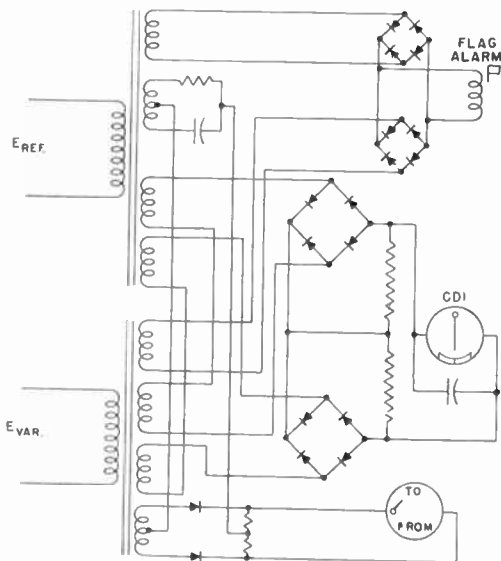 FLAG
ALARM
EREF.
CDI
EVAR.
TO
FROM